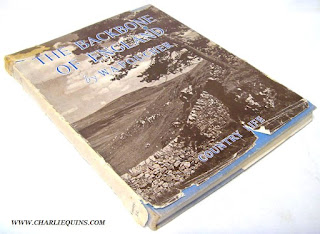 THE BACKBONE
OF ENGLAND
COUNTRY LIFE
WWW.CHARLIEQUINS.COM